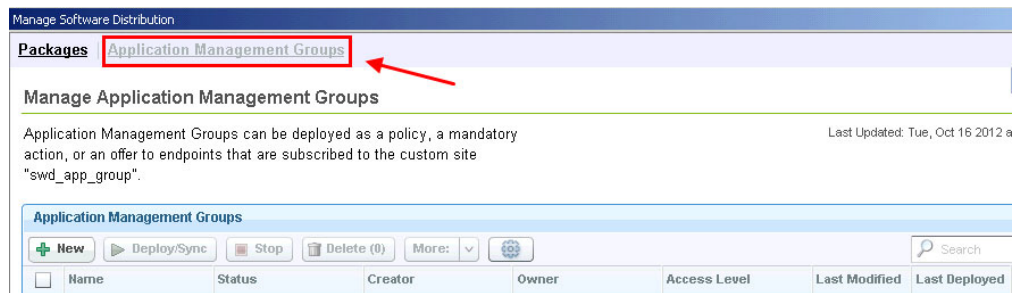 Manage Software Distribution
Packages Application Management Groups
Manage Application Management Groups
Application Management Groups can be deployed as a policy, a mandatory
action, or an offer to endpoints that are subscribed to the custom site
"swd_app_group".
Last Updated: Tue, Oct 16 2012 a
Application Management Groups
New Deploy/Sync Stop Delete (0) More: Search
Name Status Creator Owner Access Level Last Modified Last Deployed